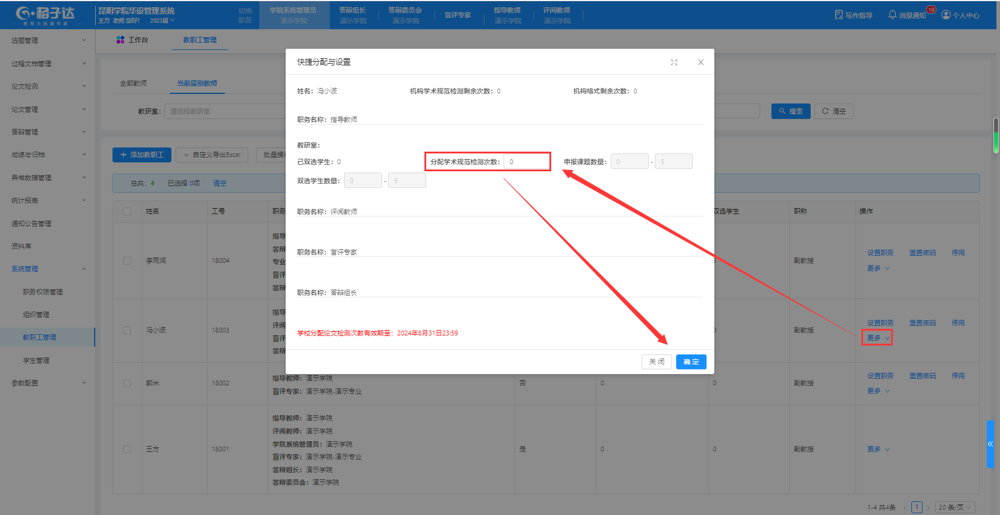 格子达
教育大数据专家
昆明学院毕设管理系统
王方 老师 您好! 2023届
切换
职务
学院系统管理员
演示学院
答辩组长
演示学院
答辩委员会
演示学院
盲评专家
指导教师
演示学院
评阅教师
演示学院
写作指导
消息通知
19
个人中心
选题管理
过程文档管理
论文检测
论文管理
答辩管理
成绩与归档
异常数据管理
统计报表
通知公告管理
资料库
系统管理
职务权限管理
组织管理
教职工管理
学生管理
参数配置
工作台
教职工管理
全部教师
当前届别教师
教研室:
请选择教研室
搜索
清空
+ 添加教职工
自定义导出Excel
批量操
总共: 4 已选择 0项 清空
姓名
工号
职务
双选学生
职称
操作
李雨润
18004
指导
答辩
专业
盲评
答辩
副教授
设置职务 重置密码 停用
更多
冯小波
18003
指导
评阅
盲评
答辩
0
副教授
设置职务 重置密码 停用
更多
郭米
18002
指导教师: 演示学院
盲评专家: 演示学院-演示专业
否
0
0
副教授
设置职务 重置密码 停用
更多
王方
18001
指导教师: 演示学院
评阅教师: 演示学院
学院系统管理员: 演示学院
盲评专家: 演示学院-演示专业
答辩组长: 演示学院
答辩委员会: 演示学院
是
0
0
副教授
更多
1-4 共4条
1
20 条/页
快捷分配与设置
姓名: 冯小波
机构学术规范检测剩余次数: 0
机构格式剩余次数: 0
职务名称: 指导教师
教研室:
已双选学生: 0
分配学术规范检测次数: 0
申报课题数量: 0 - 5
双选学生数量: 0 - 5
职务名称: 评阅教师
职务名称: 盲评专家
职务名称: 答辩组长
学校分配论文检测次数有效期至: 2024年8月31日23:59
关 闭
确 定